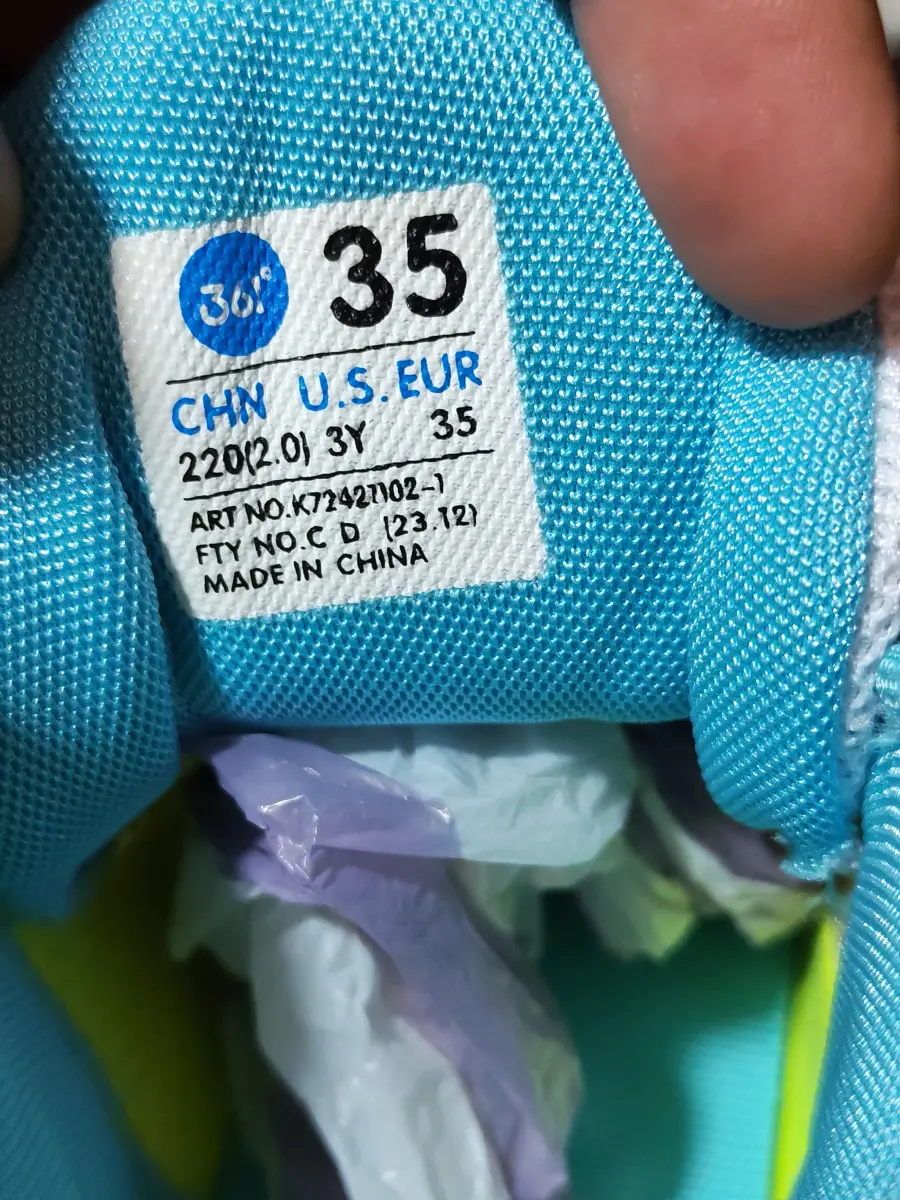 361° 35
CHN U.S. EUR
220(2.0) 3Y 35
ART NO.K72427102-1
FTY NO.C D (23.12)
MADE IN CHINA